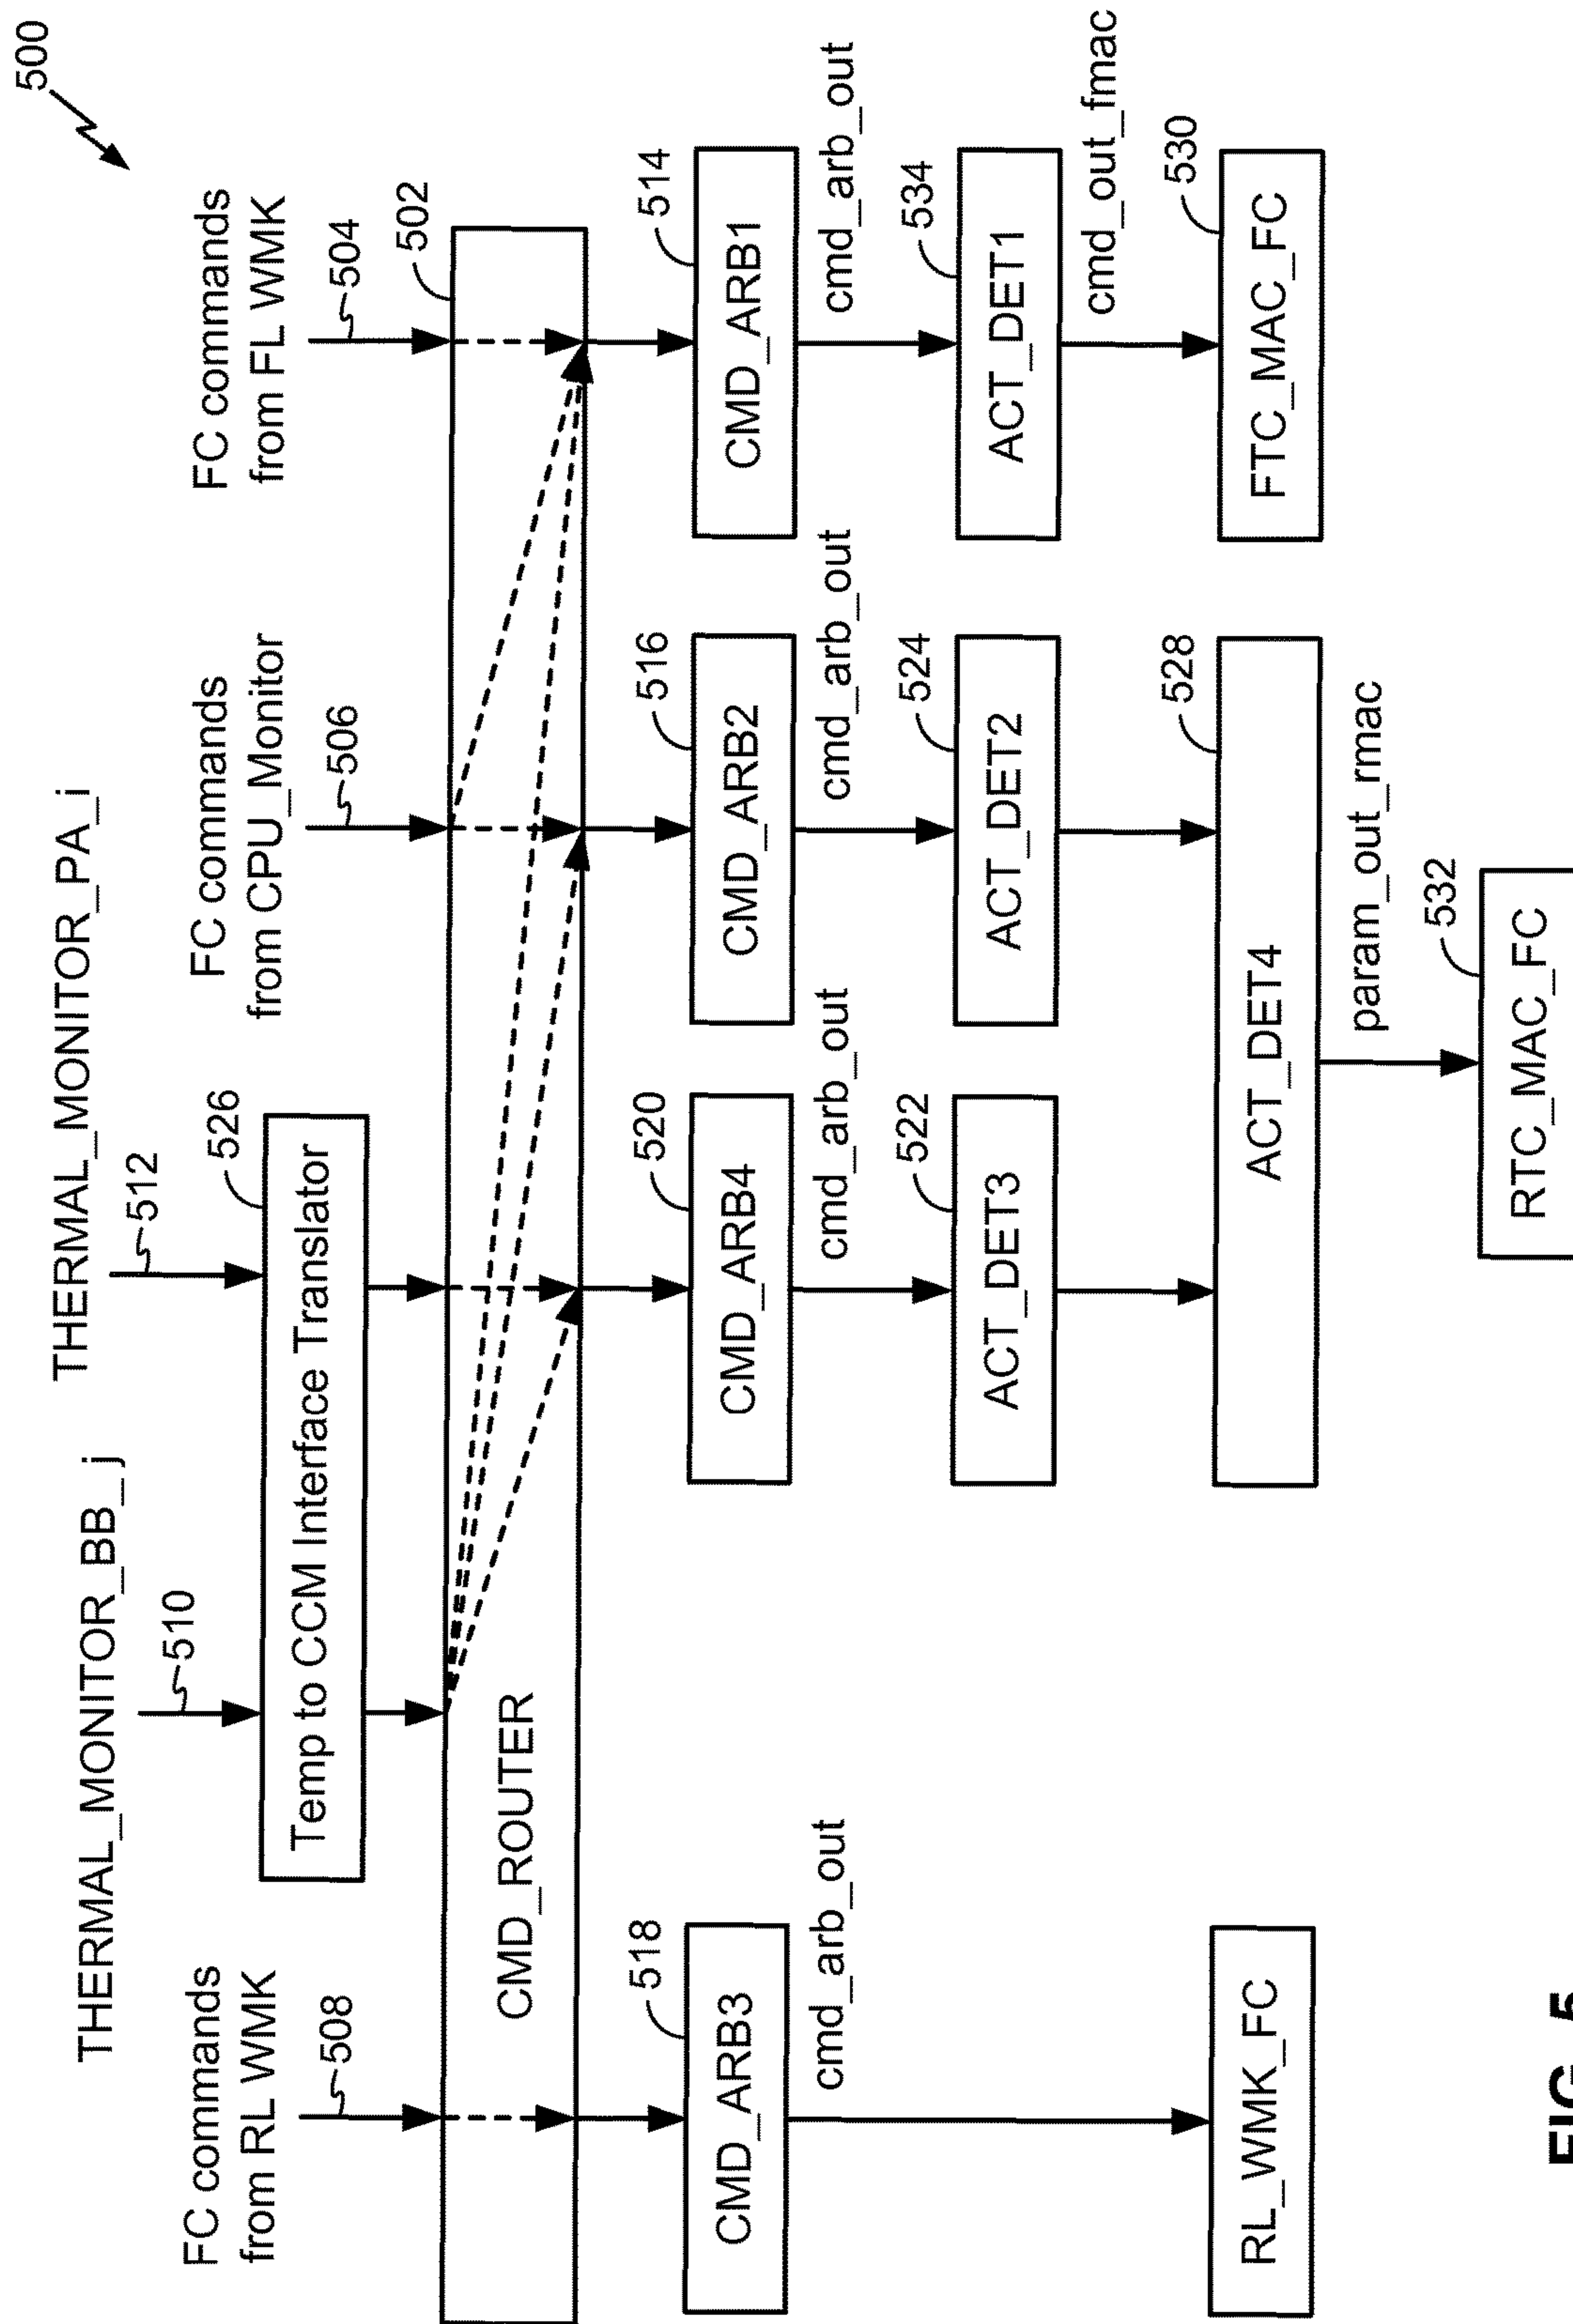 500
THERMAL_MONITOR_BB_j
THERMAL_MONITOR_PA_i
FC commands
from RL WMK
508
510
512
FC commands
from CPU_Monitor
506
FC commands
from FL WMK
504
526
Temp to CCM Interface Translator
502
CMD_ROUTER
518
CMD_ARB3
520
CMD_ARB4
516
CMD_ARB2
514
CMD_ARB1
cmd_arb_out
cmd_arb_out
cmd_arb_out
cmd_arb_out
522
ACT_DET3
524
ACT_DET2
534
ACT_DET1
cmd_out_fmac
RL_WMK_FC
528
ACT_DET4
530
FTC_MAC_FC
param_out_rmac
532
RTC_MAC_FC
FIG. 5